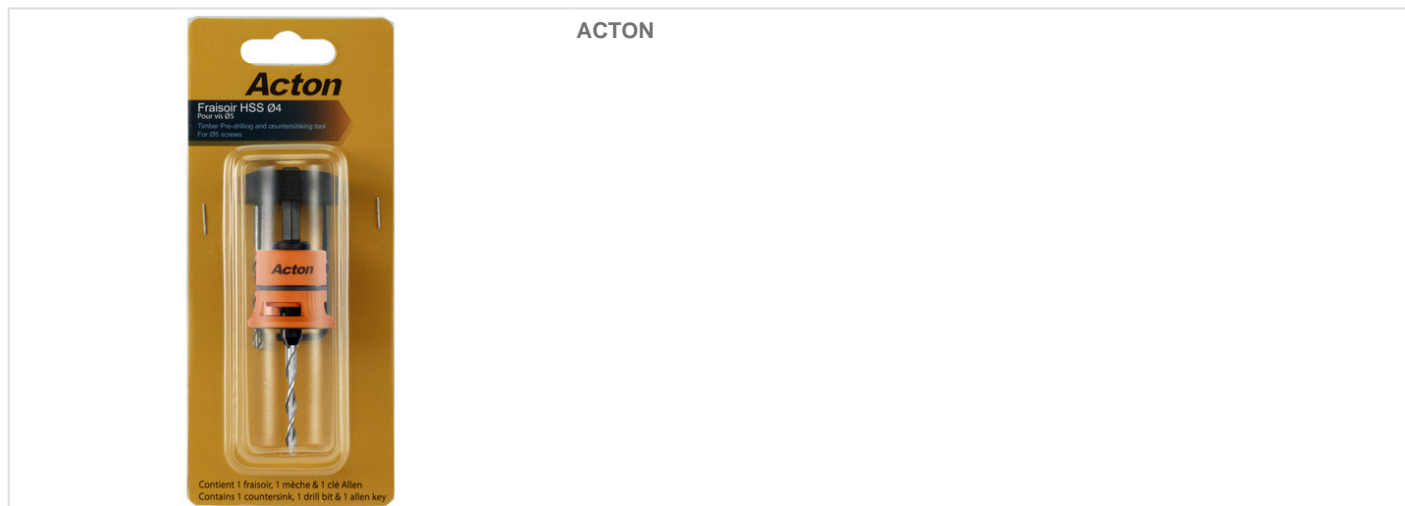 ACTON
Acton
Fraisoir HSS Ø4
Pour vis Ø5
Timber Pre-drilling and countersinking tool
For Ø5 screws
Acton
Contient 1 fraisoir, 1 mèche & 1 clé Allen
Contains 1 countersink, 1 drill bit & 1 allen key